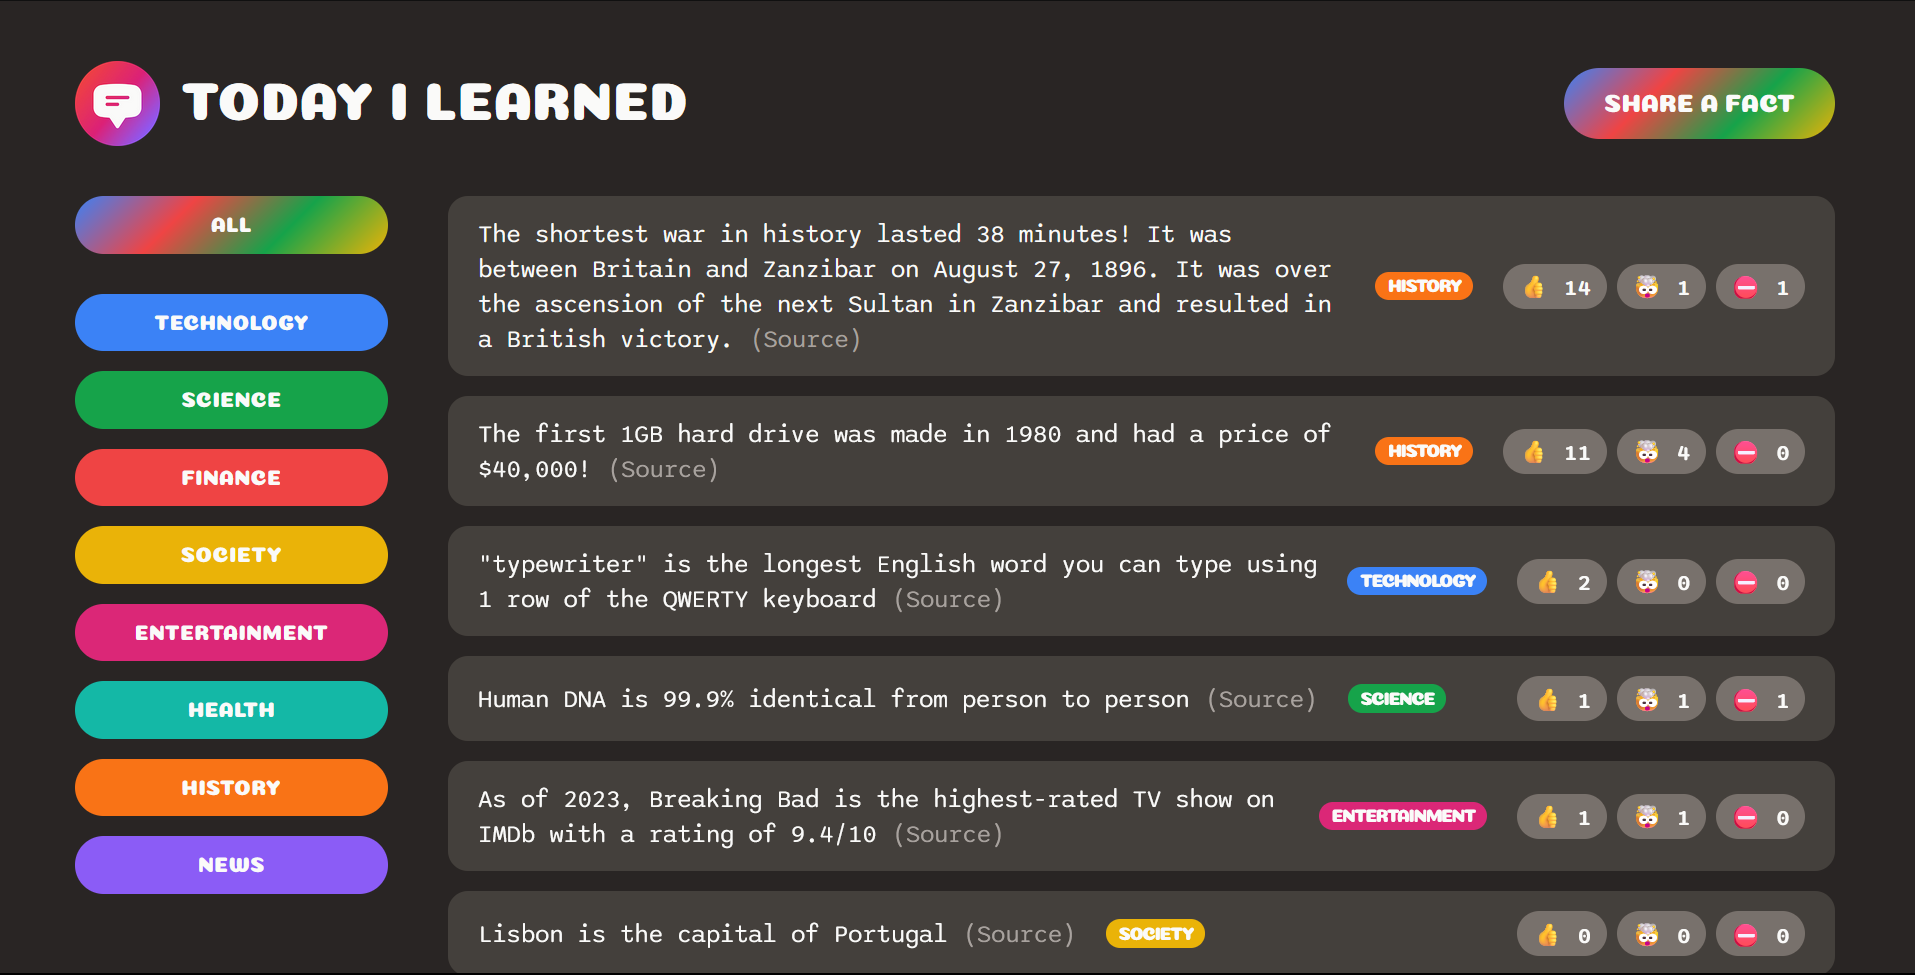 TODAY I LEARNED
SHARE A FACT
ALL
TECHNOLOGY
SCIENCE
FINANCE
SOCIETY
ENTERTAINMENT
HEALTH
HISTORY
NEWS
The shortest war in history lasted 38 minutes! It was
between Britain and Zanzibar on August 27, 1896. It was over
the ascension of the next Sultan in Zanzibar and resulted in
a British victory. (Source)
HISTORY
👍 14
🤯 1
⛔ 1
The first 1GB hard drive was made in 1980 and had a price of
$40,000! (Source)
HISTORY
👍 11
🤯 4
⛔ 0
"typewriter" is the longest English word you can type using
1 row of the QWERTY keyboard (Source)
TECHNOLOGY
👍 2
🤯 0
⛔ 0
Human DNA is 99.9% identical from person to person (Source)
SCIENCE
👍 1
🤯 1
⛔ 1
As of 2023, Breaking Bad is the highest-rated TV show on
IMDb with a rating of 9.4/10 (Source)
ENTERTAINMENT
👍 1
🤯 1
⛔ 0
Lisbon is the capital of Portugal (Source)
SOCIETY
👍 0
🤯 0
⛔ 0